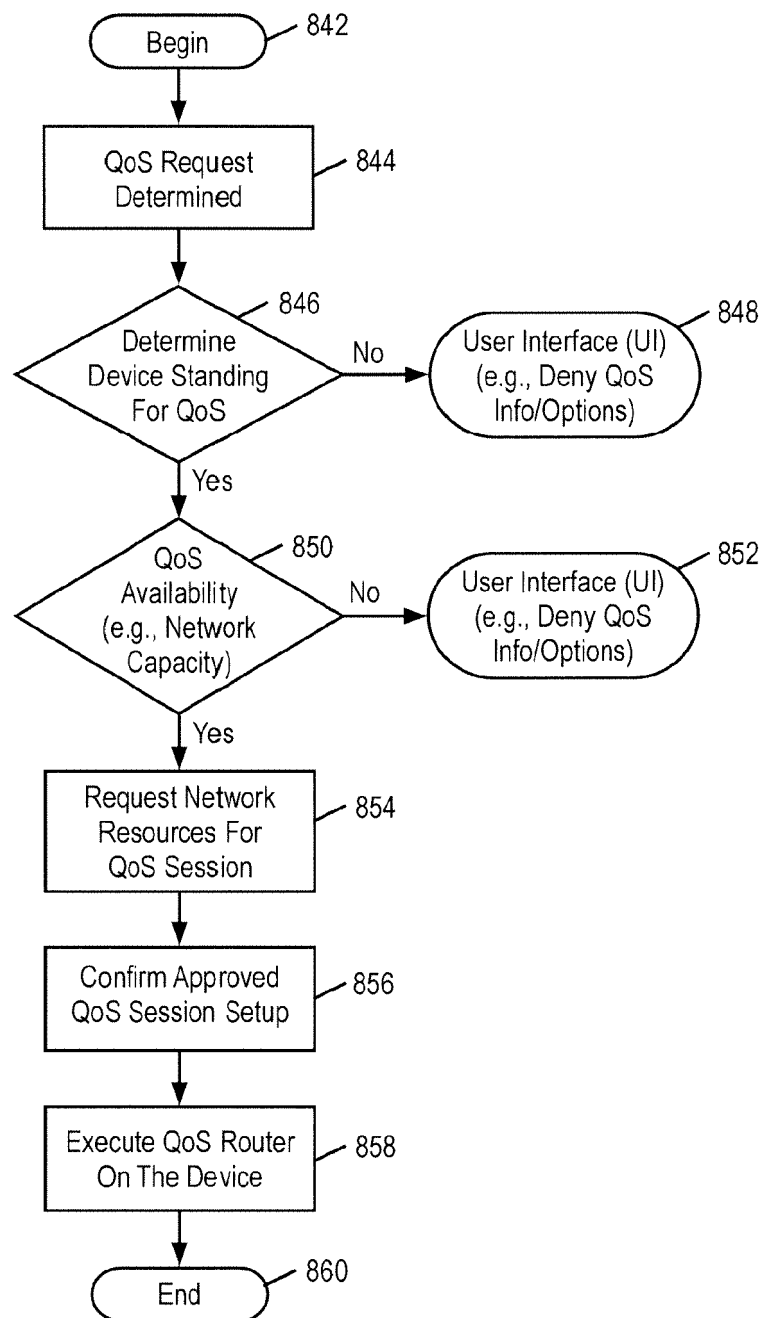 Begin
842
QoS Request
Determined
844
846
Determine
Device Standing
For QoS
No
User Interface (UI)
(e.g., Deny QoS
Info/Options)
848
Yes
850
QoS
Availability
(e.g., Network
Capacity)
No
User Interface (UI)
(e.g., Deny QoS
Info/Options)
852
Yes
Request Network
Resources For
QoS Session
854
Confirm Approved
QoS Session Setup
856
Execute QoS Router
On The Device
858
End
860